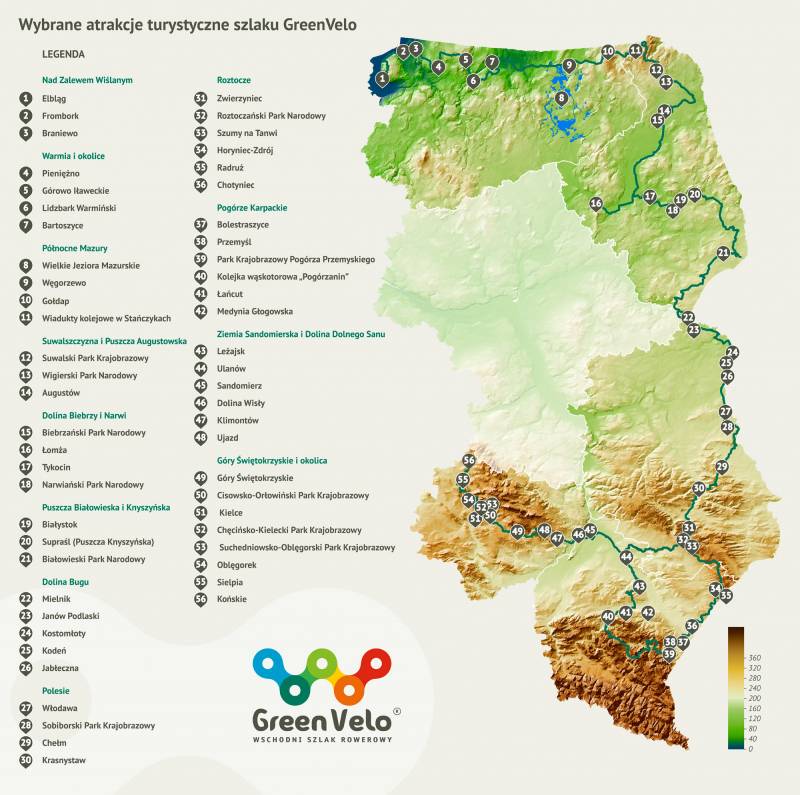 Wybrane atrakcje turystyczne szlaku GreenVelo
LEGENDA
Nad Zalewem Wiślanym
1 Elbląg
2 Frombork
3 Braniewo
Warmia i okolice
4 Pieniężno
5 Górowo Iławeckie
6 Lidzbark Warmiński
7 Bartoszyce
Północne Mazury
8 Wielkie Jeziora Mazurskie
9 Węgorzewo
10 Gołdap
11 Wiadukty kolejowe w Stańczykach
Suwalszczyzna i Puszcza Augustowska
12 Suwalski Park Krajobrazowy
13 Wigierski Park Narodowy
14 Augustów
Dolina Biebrzy i Narwi
15 Biebrzański Park Narodowy
16 Łomża
17 Tykocin
18 Narwiański Park Narodowy
Puszcza Białowieska i Knyszyńska
19 Białystok
20 Supraśl (Puszcza Knyszyńska)
21 Białowieski Park Narodowy
Dolina Bugu
22 Mielnik
23 Janów Podlaski
24 Kostomłoty
25 Kodeń
26 Jabłeczna
Polesie
27 Włodawa
28 Sobiborski Park Krajobrazowy
29 Chełm
30 Krasnystaw
Roztocze
31 Zwierzyniec
32 Roztoczański Park Narodowy
33 Szumy na Tanwi
34 Horyniec-Zdrój
35 Radruż
36 Chotyniec
Pogórze Karpackie
37 Bolestraszyce
38 Przemyśl
39 Park Krajobrazowy Pogórza Przemyskiego
40 Kolejka wąskotorowa „Pogórzanin”
41 Łańcut
42 Medynia Głogowska
Ziemia Sandomierska i Dolina Dolnego Sanu
43 Leżajsk
44 Ulanów
45 Sandomierz
46 Dolina Wisły
47 Klimontów
48 Ujazd
Góry Świętokrzyskie i okolica
49 Góry Świętokrzyskie
50 Cisowsko-Orłowiński Park Krajobrazowy
51 Kielce
52 Chęcińsko-Kielecki Park Krajobrazowy
53 Suchedniowsko-Oblęgorski Park Krajobrazowy
54 Oblęgorek
55 Sielpia
56 Końskie
GreenVelo®
WSCHODNI SZLAK ROWEROWY
1
2
3
4
5
6
7
8
9
10
11
12
13
14
15
16
17
18
19
20
21
22
23
24
25
26
27
28
29
30
31
32
33
34
35
36
37
38
39
40
41
42
43
44
45
46
47
48
49
50
51
52
53
54
55
56
360
320
280
240
200
160
120
80
40
0